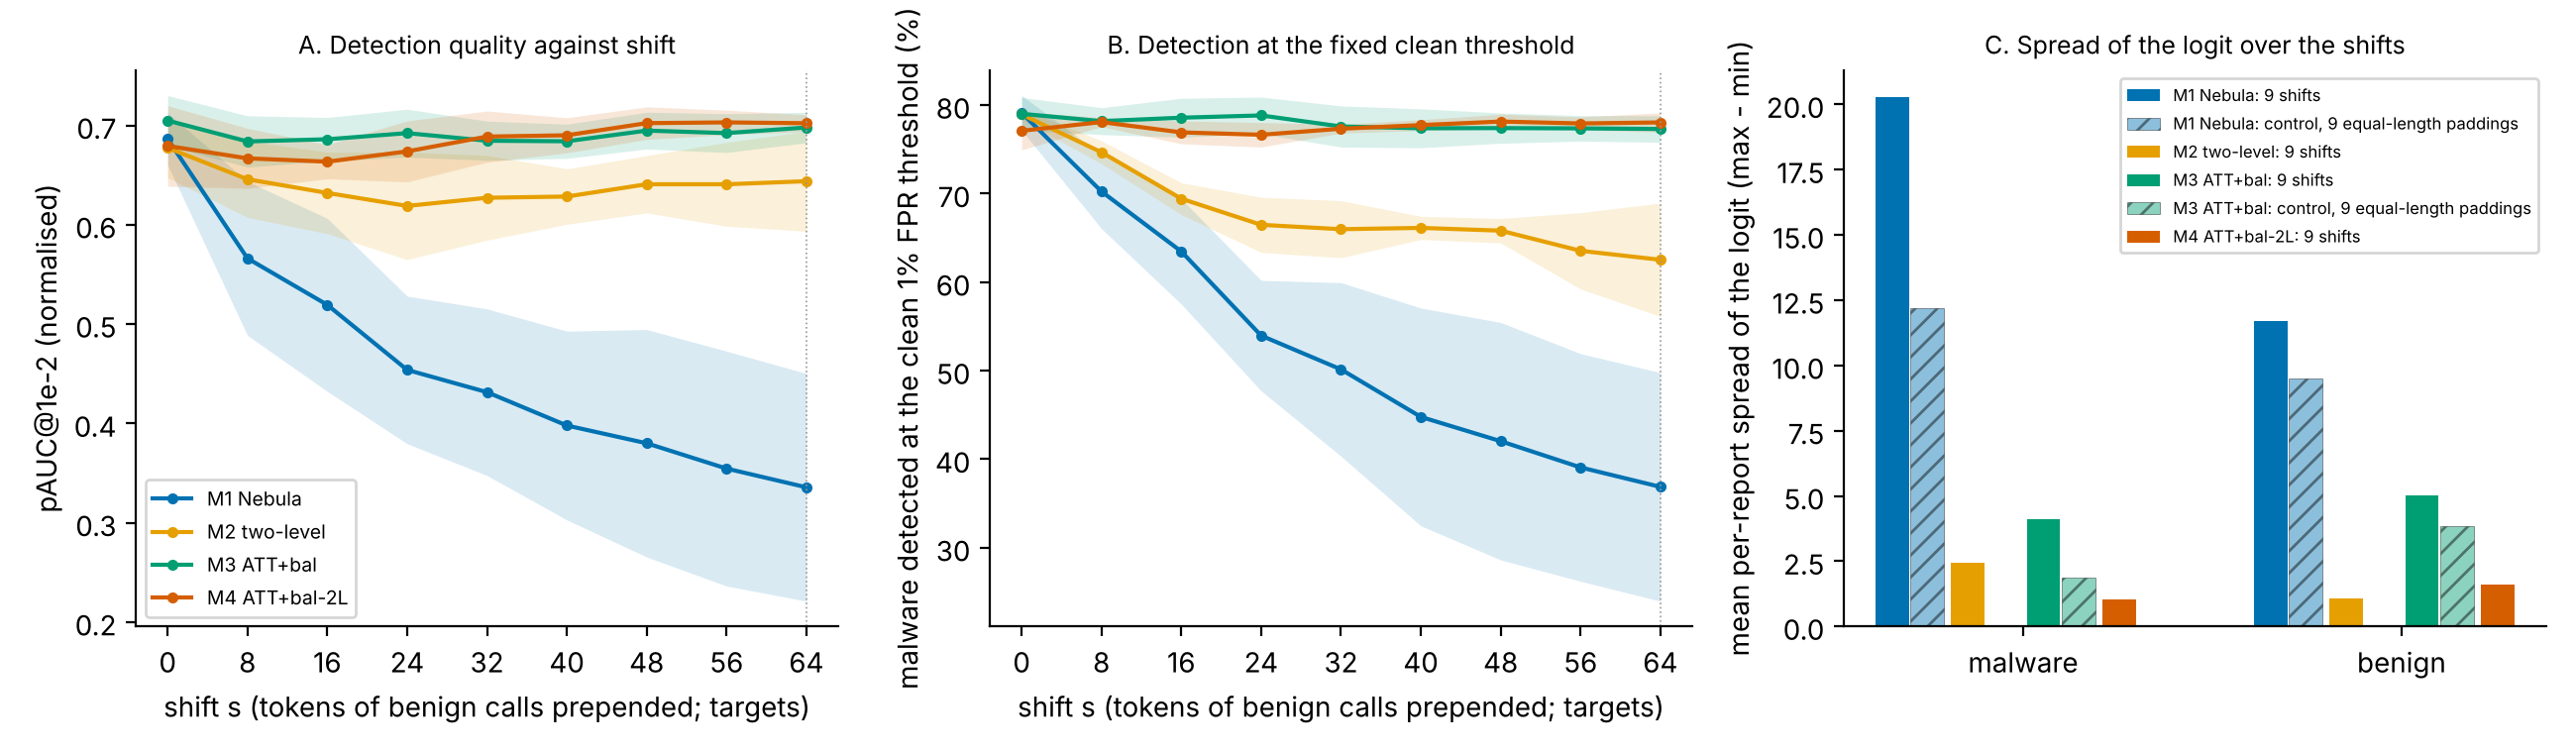 A. Detection quality against shift
pAUC@1e-2 (normalised)
0.7
0.6
0.5
0.4
0.3
0.2
M1 Nebula
M2 two-level
M3 ATT+bal
M4 ATT+bal-2L
0 8 16 24 32 40 48 56 64
shift s (tokens of benign calls prepended; targets)
B. Detection at the fixed clean threshold
malware detected at the clean 1% FPR threshold (%)
80
70
60
50
40
30
0 8 16 24 32 40 48 56 64
shift s (tokens of benign calls prepended; targets)
C. Spread of the logit over the shifts
mean per-report spread of the logit (max - min)
20.0
17.5
15.0
12.5
10.0
7.5
5.0
2.5
0.0
M1 Nebula: 9 shifts
M1 Nebula: control, 9 equal-length paddings
M2 two-level: 9 shifts
M3 ATT+bal: 9 shifts
M3 ATT+bal: control, 9 equal-length paddings
M4 ATT+bal-2L: 9 shifts
malware benign